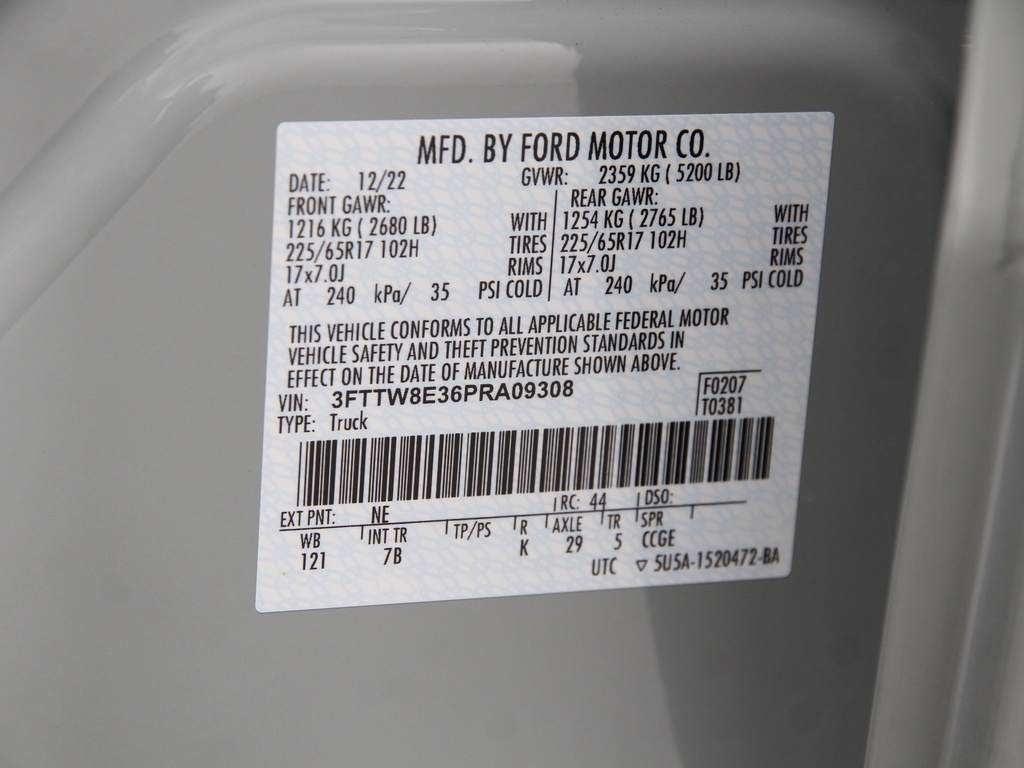 MFD. BY FORD MOTOR CO.
DATE: 12/22 GVWR: 2359 KG ( 5200 LB)
FRONT GAWR: REAR GAWR:
1216 KG ( 2680 LB) WITH 1254 KG ( 2765 LB) WITH
225/65R17 102H TIRES 225/65R17 102H TIRES
17x7.0J RIMS 17x7.0J RIMS
AT 240 kPa/ 35 PSI COLD AT 240 kPa/ 35 PSI COLD
THIS VEHICLE CONFORMS TO ALL APPLICABLE FEDERAL MOTOR
VEHICLE SAFETY AND THEFT PREVENTION STANDARDS IN
EFFECT ON THE DATE OF MANUFACTURE SHOWN ABOVE.
VIN: 3FTTW8E36PRA09308 F0207
TYPE: Truck T0381
EXT PNT: NE RC: 44 DSO:
WB INT TR TP/PS R AXLE TR SPR
121 7B K 29 5 CCGE
UTC ▽ 5U5A-1520472-BA